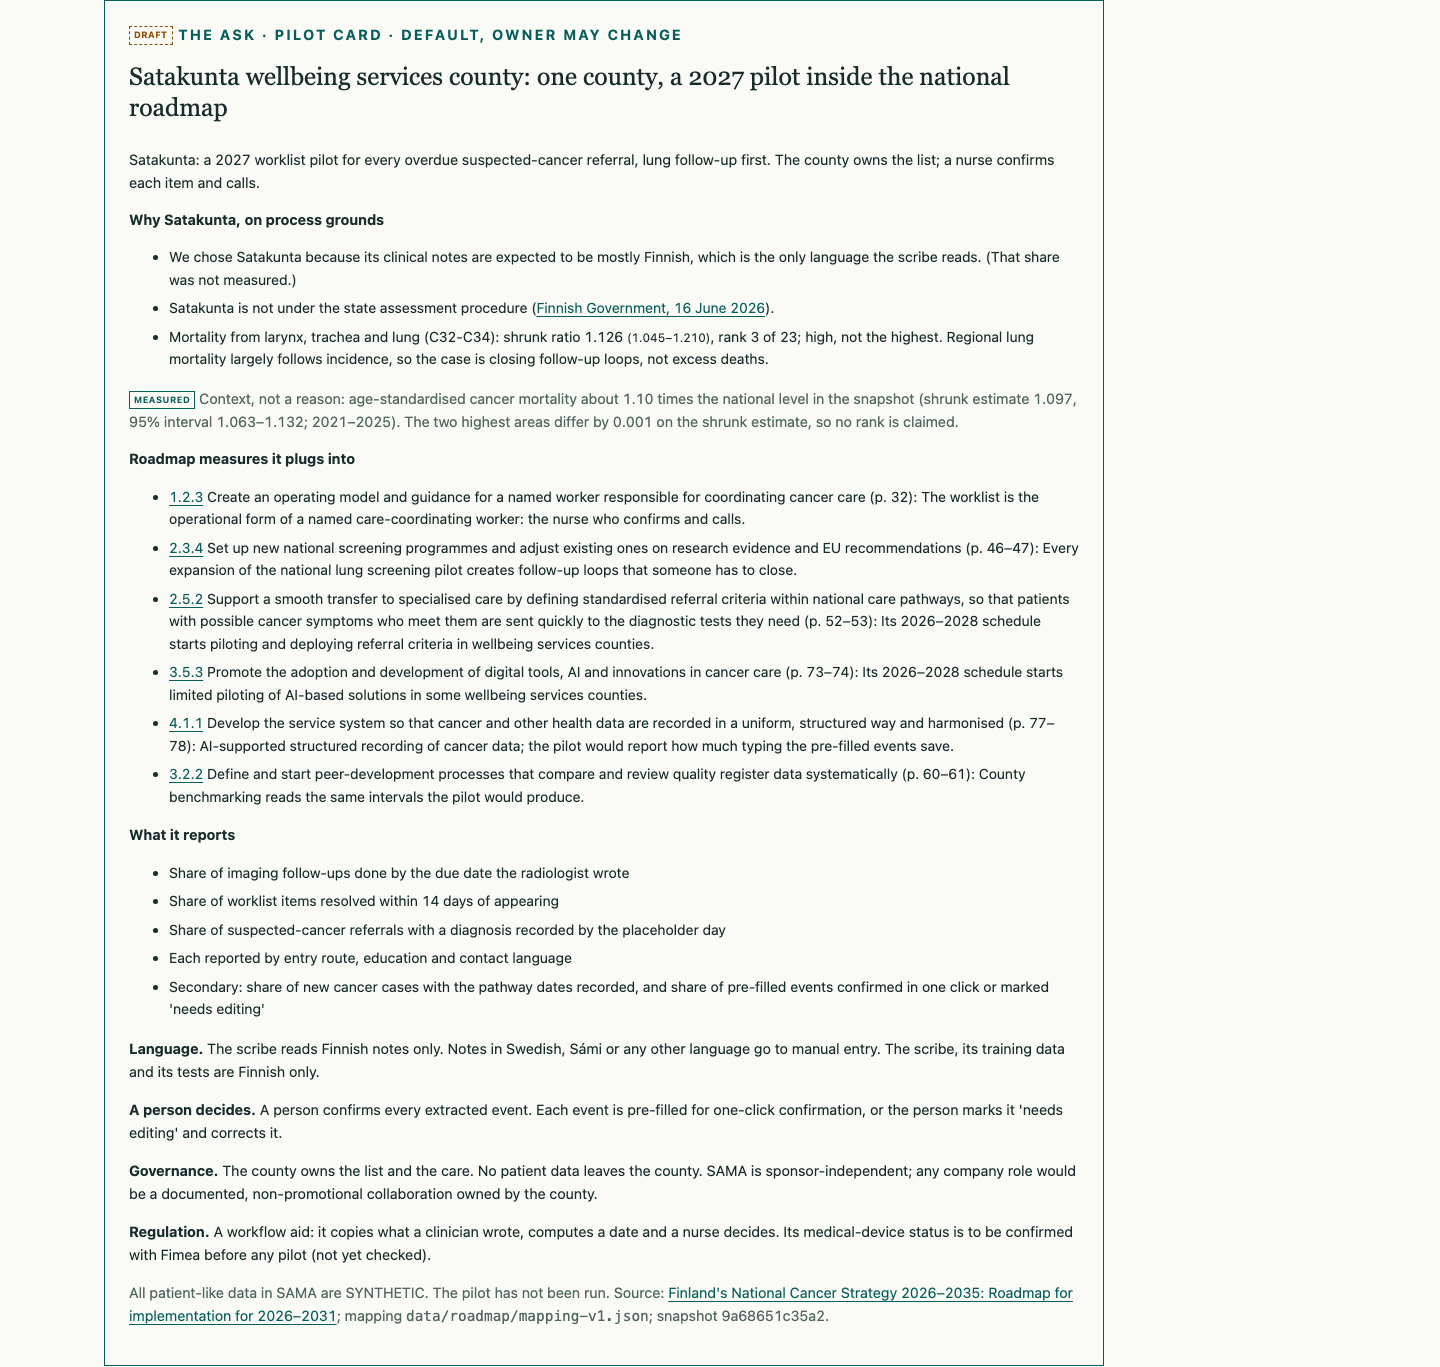 DRAFT THE ASK · PILOT CARD · DEFAULT, OWNER MAY CHANGE
Satakunta wellbeing services county: one county, a 2027 pilot inside the national
roadmap
Satakunta: a 2027 worklist pilot for every overdue suspected-cancer referral, lung follow-up first. The county owns the list; a nurse confirms
each item and calls.
Why Satakunta, on process grounds
• We chose Satakunta because its clinical notes are expected to be mostly Finnish, which is the only language the scribe reads. (That share
was not measured.)
• Satakunta is not under the state assessment procedure (Finnish Government, 16 June 2026).
• Mortality from larynx, trachea and lung (C32-C34): shrunk ratio 1.126 (1.045–1.210), rank 3 of 23; high, not the highest. Regional lung
mortality largely follows incidence, so the case is closing follow-up loops, not excess deaths.
MEASURED Context, not a reason: age-standardised cancer mortality about 1.10 times the national level in the snapshot (shrunk estimate 1.097,
95% interval 1.063–1.132; 2021–2025). The two highest areas differ by 0.001 on the shrunk estimate, so no rank is claimed.
Roadmap measures it plugs into
• 1.2.3 Create an operating model and guidance for a named worker responsible for coordinating cancer care (p. 32): The worklist is the
operational form of a named care-coordinating worker: the nurse who confirms and calls.
• 2.3.4 Set up new national screening programmes and adjust existing ones on research evidence and EU recommendations (p. 46–47): Every
expansion of the national lung screening pilot creates follow-up loops that someone has to close.
• 2.5.2 Support a smooth transfer to specialised care by defining standardised referral criteria within national care pathways, so that patients
with possible cancer symptoms who meet them are sent quickly to the diagnostic tests they need (p. 52–53): Its 2026–2028 schedule
starts piloting and deploying referral criteria in wellbeing services counties.
• 3.5.3 Promote the adoption and development of digital tools, AI and innovations in cancer care (p. 73–74): Its 2026–2028 schedule starts
limited piloting of AI-based solutions in some wellbeing services counties.
• 4.1.1 Develop the service system so that cancer and other health data are recorded in a uniform, structured way and harmonised (p. 77–
78): AI-supported structured recording of cancer data; the pilot would report how much typing the pre-filled events save.
• 3.2.2 Define and start peer-development processes that compare and review quality register data systematically (p. 60–61): County
benchmarking reads the same intervals the pilot would produce.
What it reports
• Share of imaging follow-ups done by the due date the radiologist wrote
• Share of worklist items resolved within 14 days of appearing
• Share of suspected-cancer referrals with a diagnosis recorded by the placeholder day
• Each reported by entry route, education and contact language
• Secondary: share of new cancer cases with the pathway dates recorded, and share of pre-filled events confirmed in one click or marked
'needs editing'
Language. The scribe reads Finnish notes only. Notes in Swedish, Sámi or any other language go to manual entry. The scribe, its training data
and its tests are Finnish only.
A person decides. A person confirms every extracted event. Each event is pre-filled for one-click confirmation, or the person marks it 'needs
editing' and corrects it.
Governance. The county owns the list and the care. No patient data leaves the county. SAMA is sponsor-independent; any company role would
be a documented, non-promotional collaboration owned by the county.
Regulation. A workflow aid: it copies what a clinician wrote, computes a date and a nurse decides. Its medical-device status is to be confirmed
with Fimea before any pilot (not yet checked).
All patient-like data in SAMA are SYNTHETIC. The pilot has not been run. Source: Finland's National Cancer Strategy 2026–2035: Roadmap for
implementation for 2026–2031; mapping data/roadmap/mapping-v1.json; snapshot 9a68651c35a2.